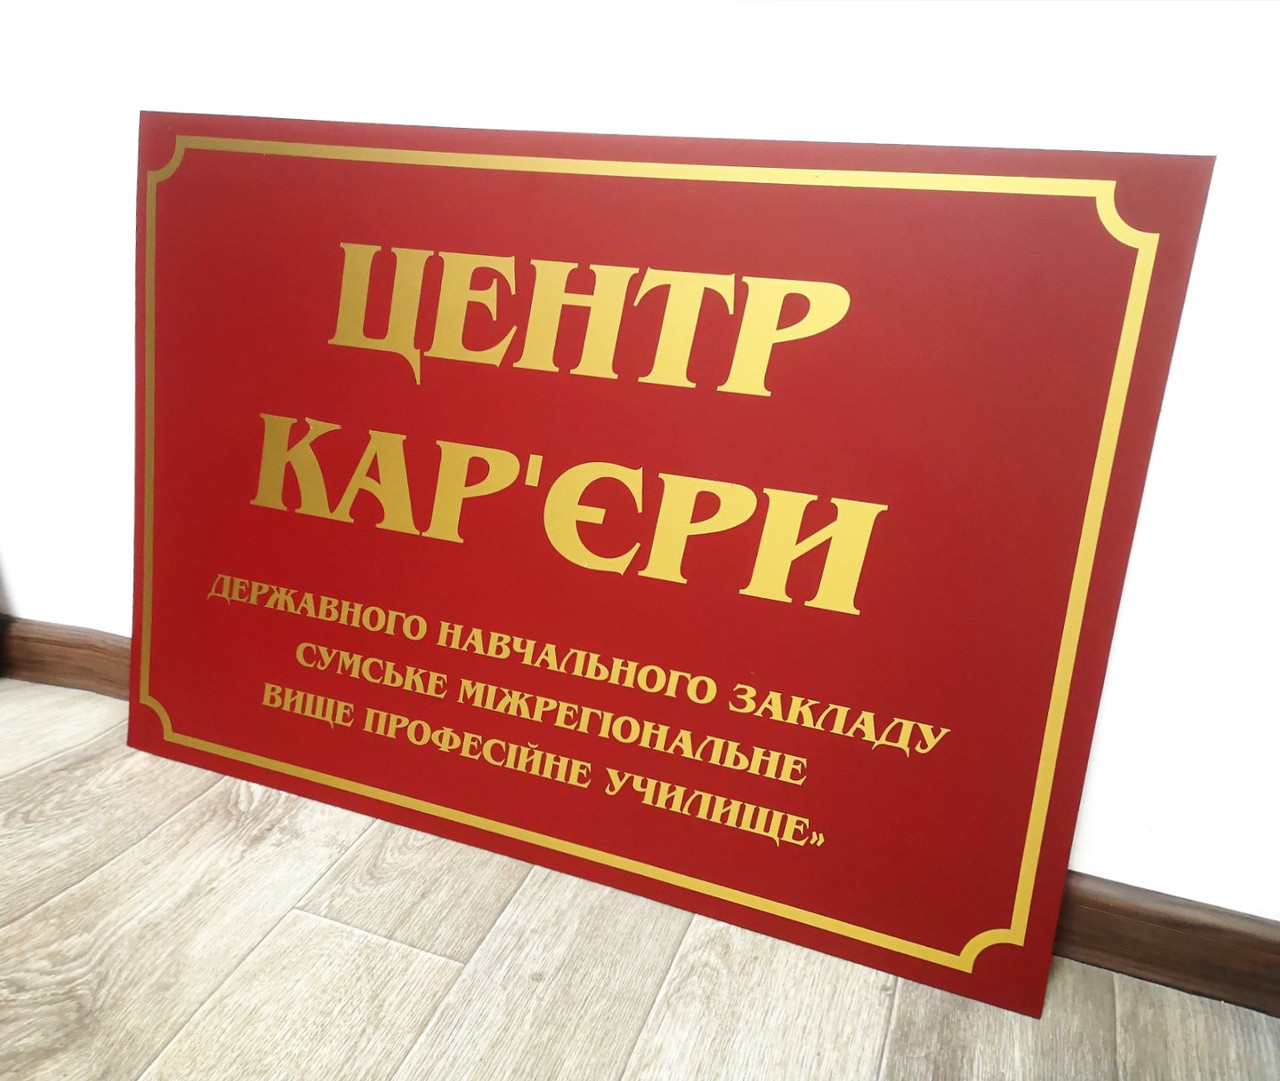 ЦЕНТР
КАР'ЄРИ
ДЕРЖАВНОГО НАВЧАЛЬНОГО ЗАКЛАДУ
СУМСЬКЕ МІЖРЕГІОНАЛЬНЕ
ВИЩЕ ПРОФЕСІЙНЕ УЧИЛИЩЕ»